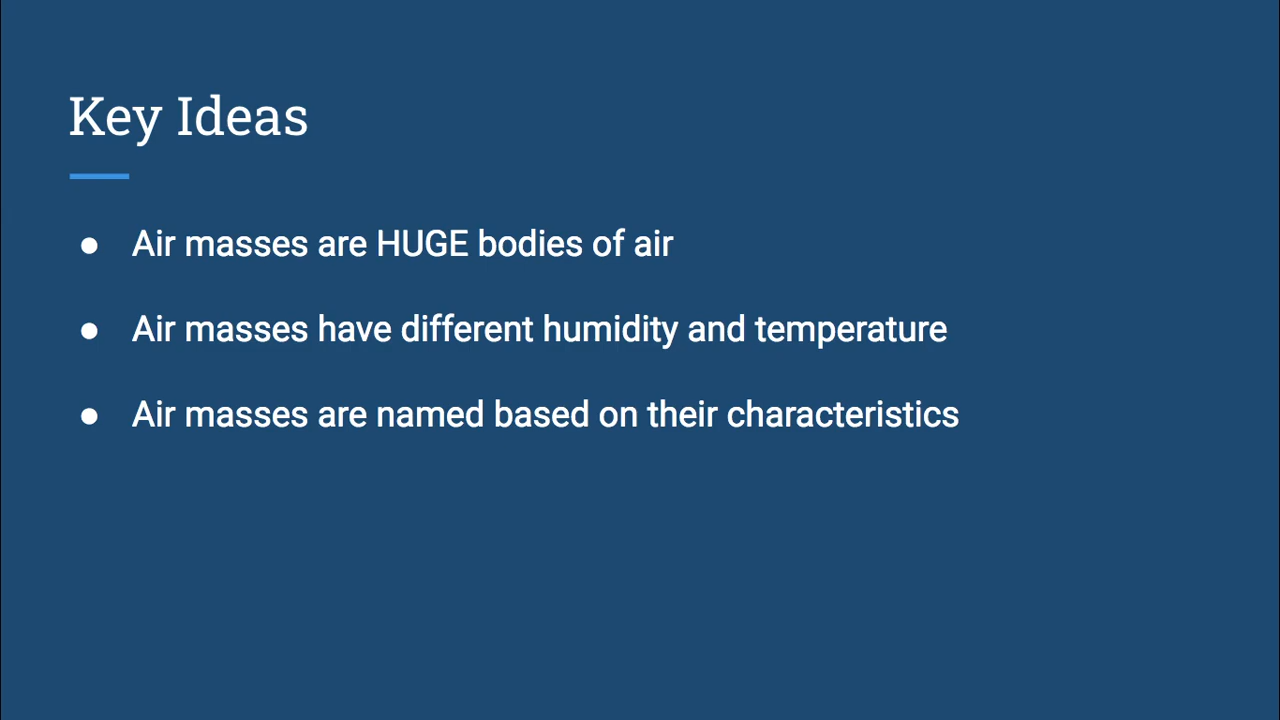 Key Ideas
● Air masses are HUGE bodies of air
● Air masses have different humidity and temperature
● Air masses are named based on their characteristics